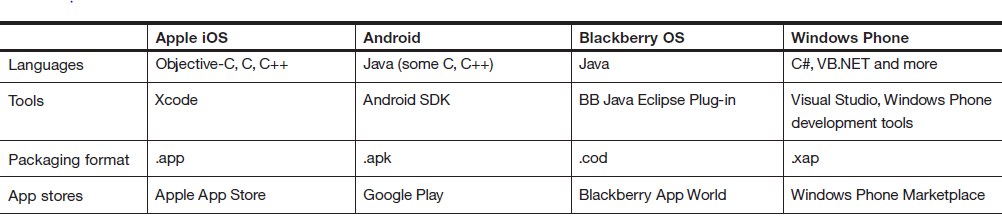 Apple iOS Android Blackberry OS Windows Phone
Languages Objective-C, C, C++ Java (some C, C++) Java C#, VB.NET and more
Tools Xcode Android SDK BB Java Eclipse Plug-in Visual Studio, Windows Phone
development tools
Packaging format .app .apk .cod .xap
App stores Apple App Store Google Play Blackberry App World Windows Phone Marketplace